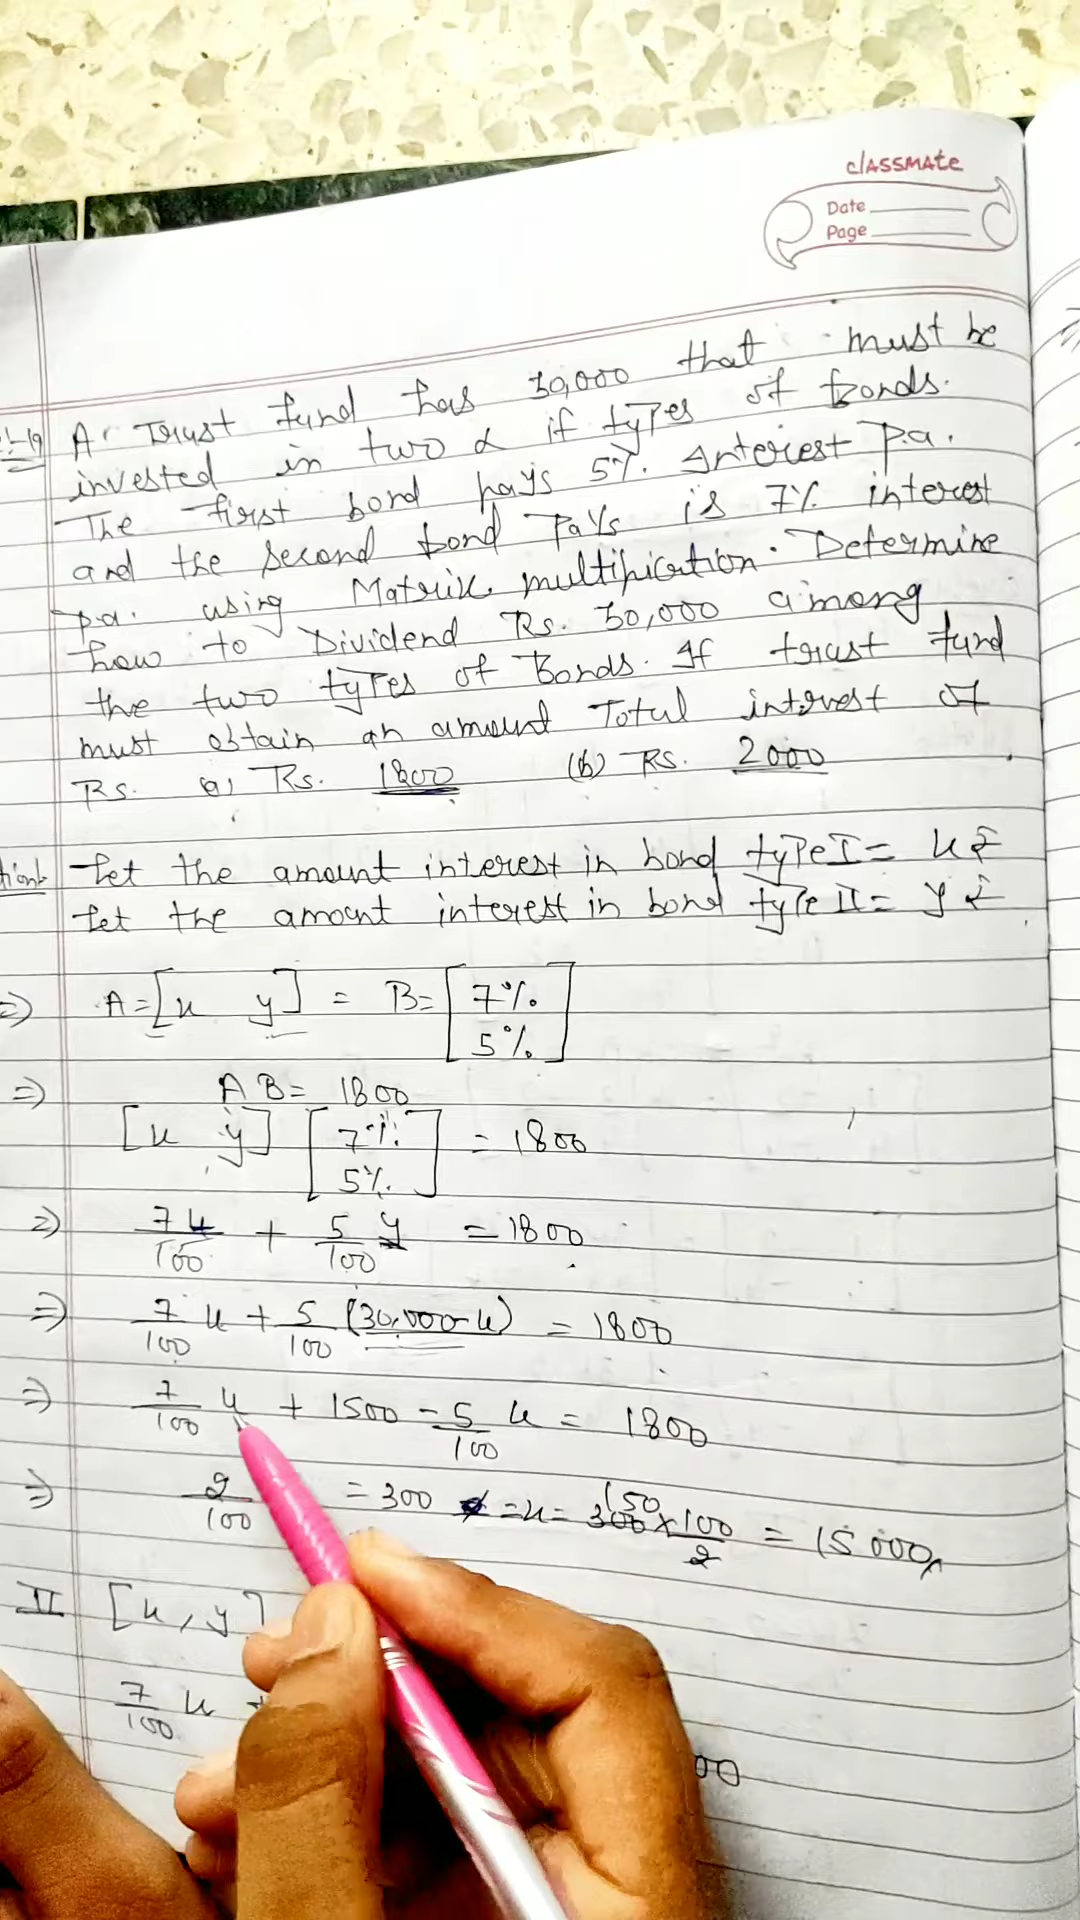 classmate
Date
Page
A Trust fund has 30,000 that must be
invested in two & if types of bonds.
The first bond pays 5% Interest p.a.
and the second bond Pays is 7% interest
p.a. using Matrix multiplication. Determine
how to Dividend Rs. 30,000 among
the two types of Bonds. If trust fund
must obtain an amount Total interest of
Rs. a) Rs. 1800 (b) Rs. 2000
Let the amount interest in bond type I = x ₹
Let the amount interest in bond type II = y ₹
=) A = [x y] = B = [7% 5%]
=) AB = 1800
[x y] [7% 5%] = 1800
=) 7x/100 + 5/100 y = 1800
=) 7/100 x + 5/100 (30,000-x) = 1800
=) 7/100 x + 1500 - 5/100 x = 1800
=) 2/100 = 300 = x = 300 x 100/2 = 15000
150
II [x, y]
7/100 x
00